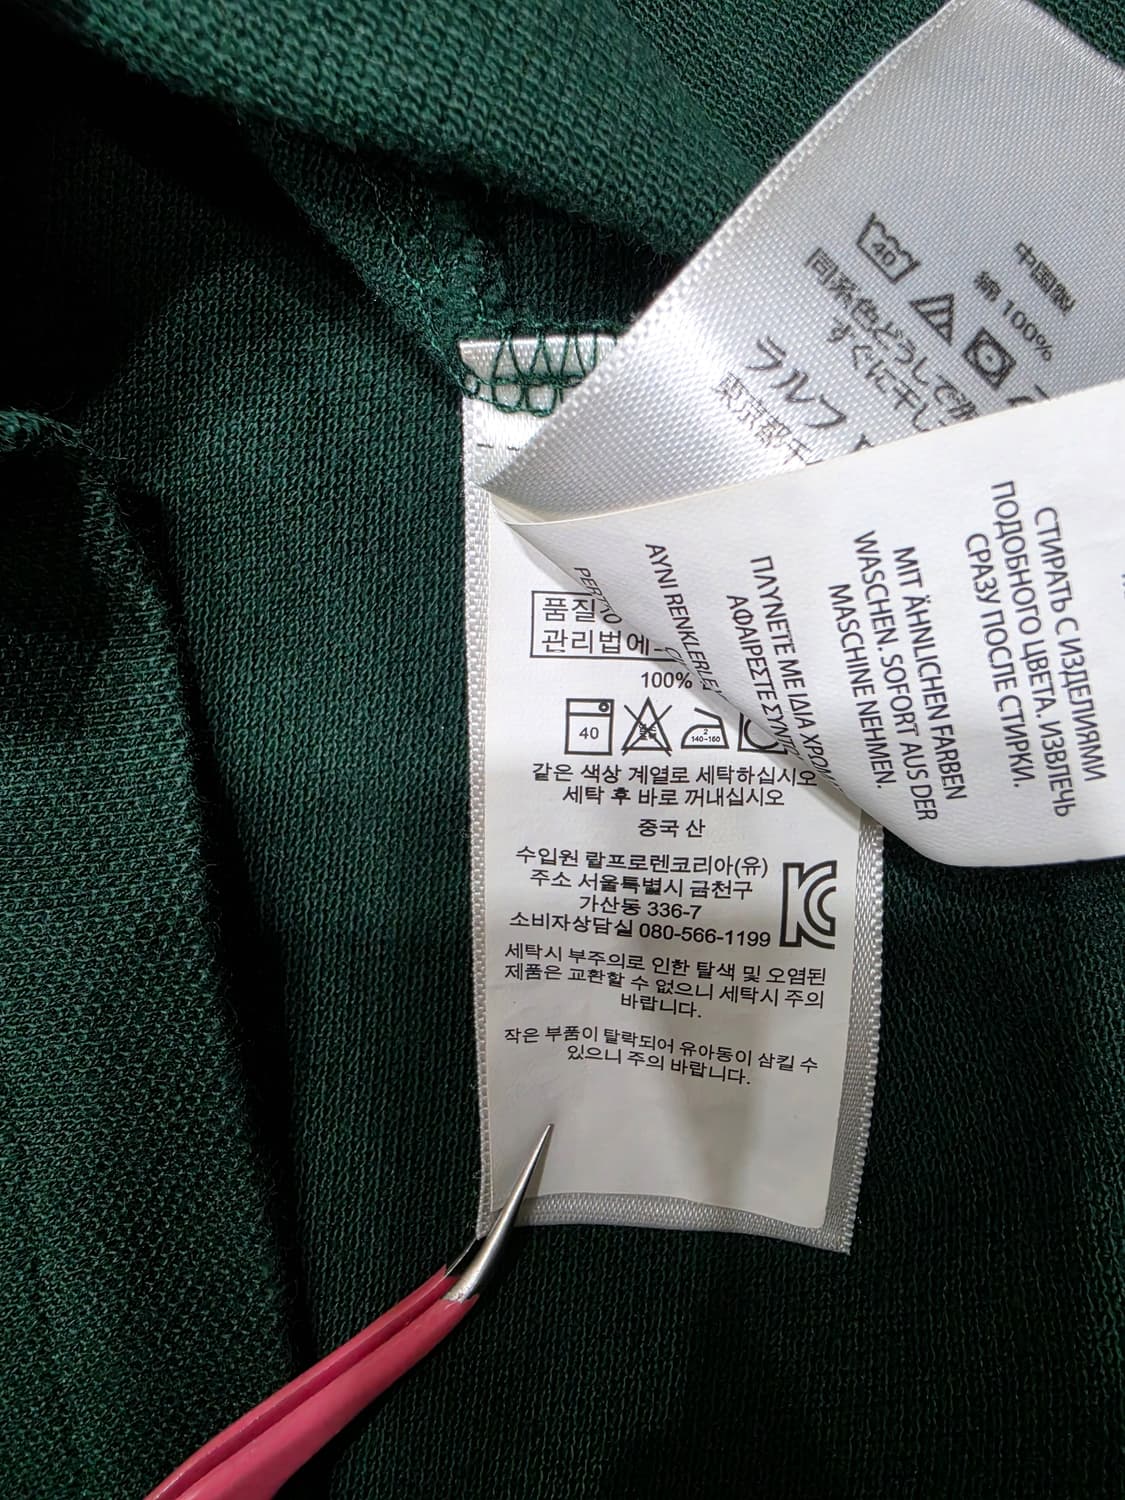 中国製
綿 100%
40
同系色どうしで洗
すぐに干し
ラルフ
東京都千
СТИРАТЬ С ИЗДЕЛИЯМИ
ПОДОБНОГО ЦВЕТА. ИЗВЛЕЧЬ
СРАЗУ ПОСЛЕ СТИРКИ.
MIT ÄHNLICHEN FARBEN
WASCHEN. SOFORT AUS DER
MASCHINE NEHMEN.
ΠΛΥΝΕΤΕ ΜΕ ΙΔΙΑ ΧΡΩΜ
ΑΦΑΙΡΕΣΤΕ ΣΥΝΤ
AYNI RENKLERLE
PER
품질
관리법에
100%
40
2
140~160
같은 색상 계열로 세탁하십시오
세탁 후 바로 꺼내십시오
중국 산
수입원 랄프로렌코리아(유)
주소 서울특별시 금천구
가산동 336-7
소비자상담실 080-566-1199
세탁시 부주의로 인한 탈색 및 오염된
제품은 교환할 수 없으니 세탁시 주의
바랍니다.
작은 부품이 탈락되어 유아동이 삼킬 수
있으니 주의 바랍니다.